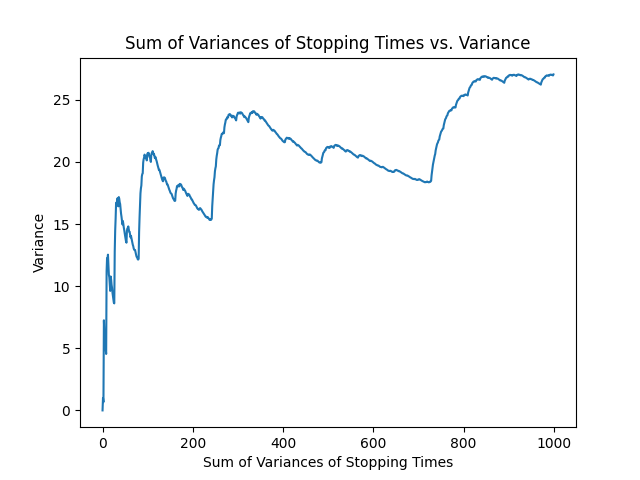 Sum of Variances of Stopping Times vs. Variance
25
20
15
10
5
0
Variance
0 200 400 600 800 1000
Sum of Variances of Stopping Times